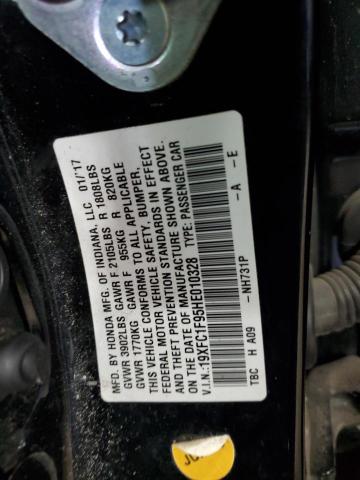 MFD. BY HONDA MFG. OF INDIANA, LLC 01/17
GVWR 3902LBS GAWR F 2105LBS R 1808LBS
GVWR 1770KG GAWR F 955KG R 820KG
THIS VEHICLE CONFORMS TO ALL APPLICABLE
FEDERAL MOTOR VEHICLE SAFETY, BUMPER,
AND THEFT PREVENTION STANDARDS IN EFFECT
ON THE DATE OF MANUFACTURE SHOWN ABOVE.
V.I.N.:19XFC1F95HE010328 TYPE: PASSENGER CAR
-NH731P -A -E
TBC H A09